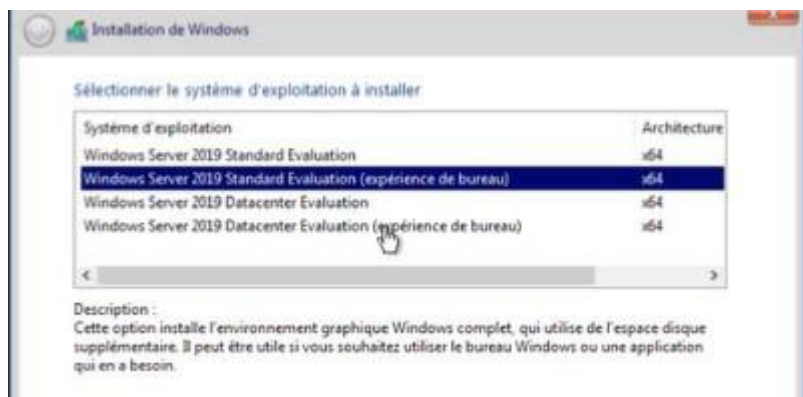 Installation de Windows
Sélectionner le système d'exploitation à installer
Système d'exploitation Architecture
Windows Server 2019 Standard Evaluation x64
Windows Server 2019 Standard Evaluation (expérience de bureau) x64
Windows Server 2019 Datacenter Evaluation x64
Windows Server 2019 Datacenter Evaluation (expérience de bureau) x64
Description :
Cette option installe l'environnement graphique Windows complet, qui utilise de l'espace disque
supplémentaire. Il peut être utile si vous souhaitez utiliser le bureau Windows ou une application
qui en a besoin.